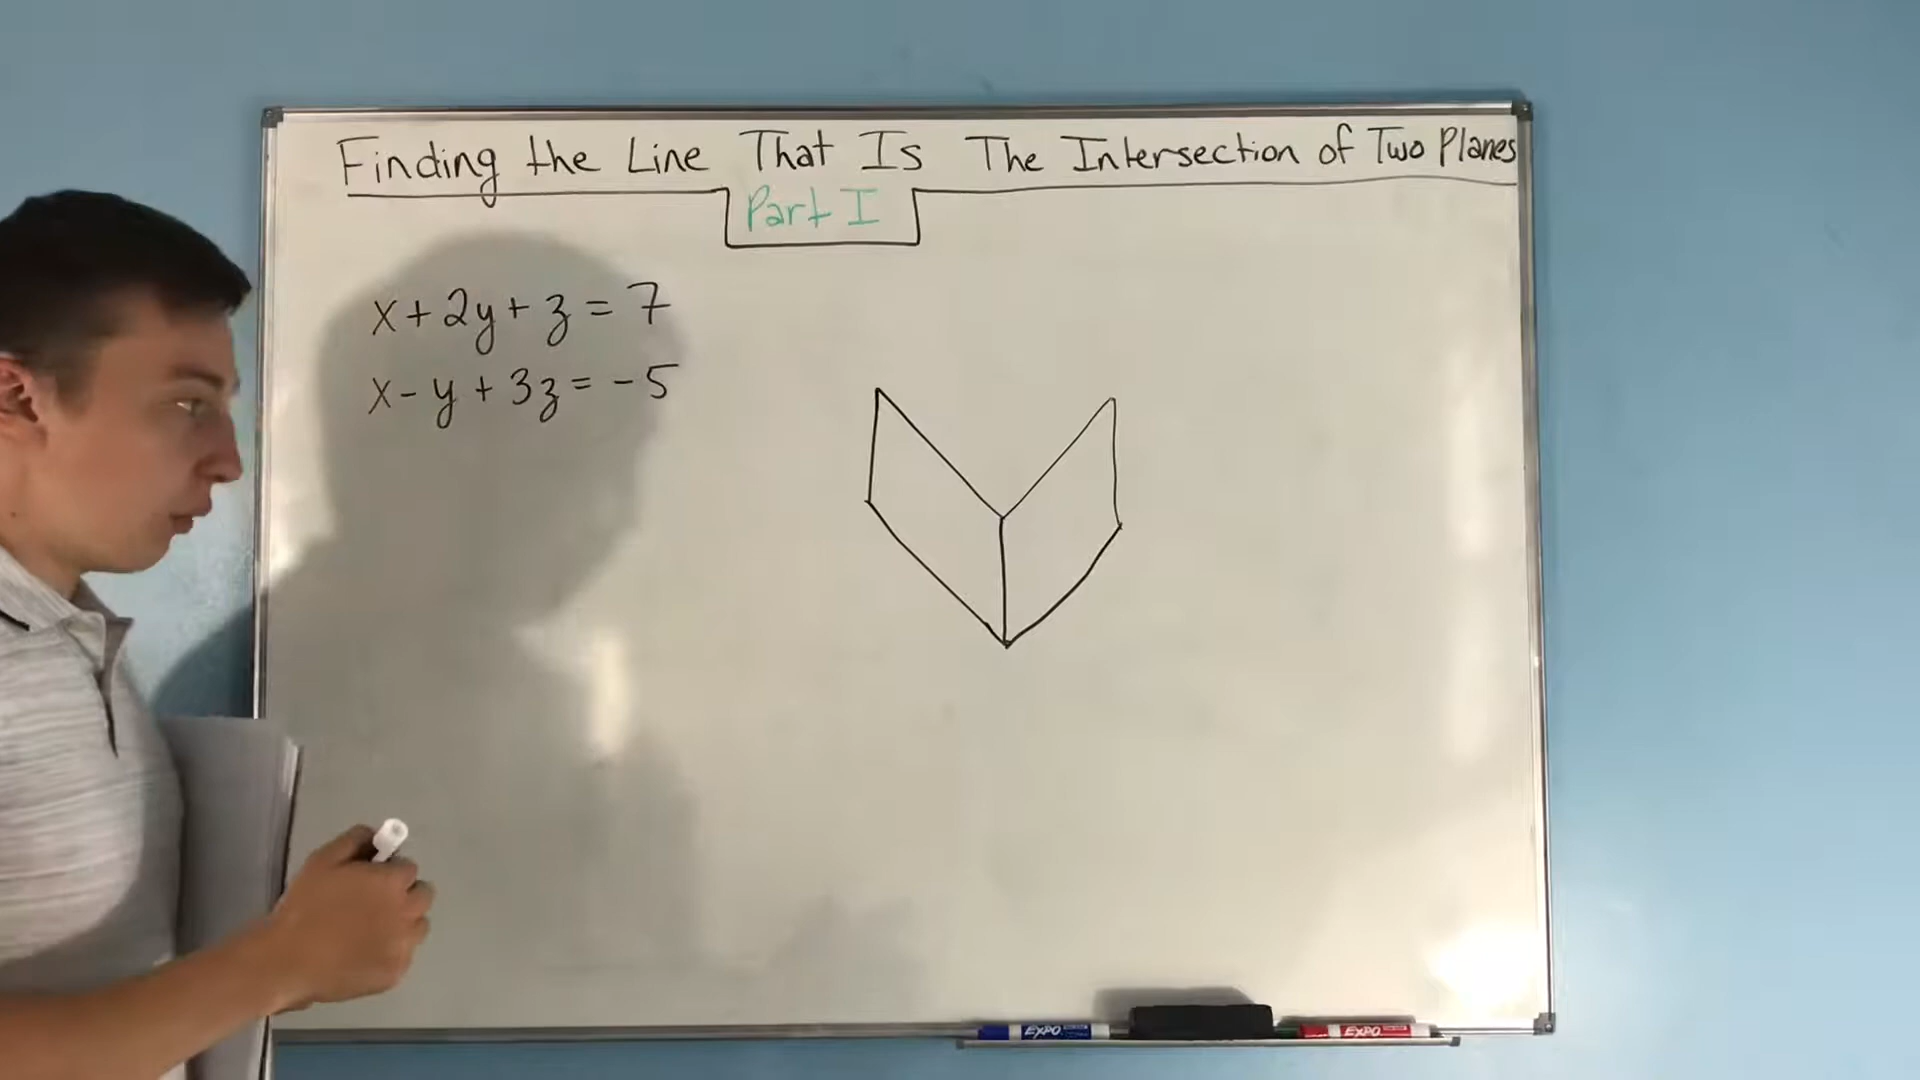 Finding the Line That Is The Intersection of Two Planes
Part I
x + 2y + z = 7
x - y + 3z = -5
EXPO
EXPO